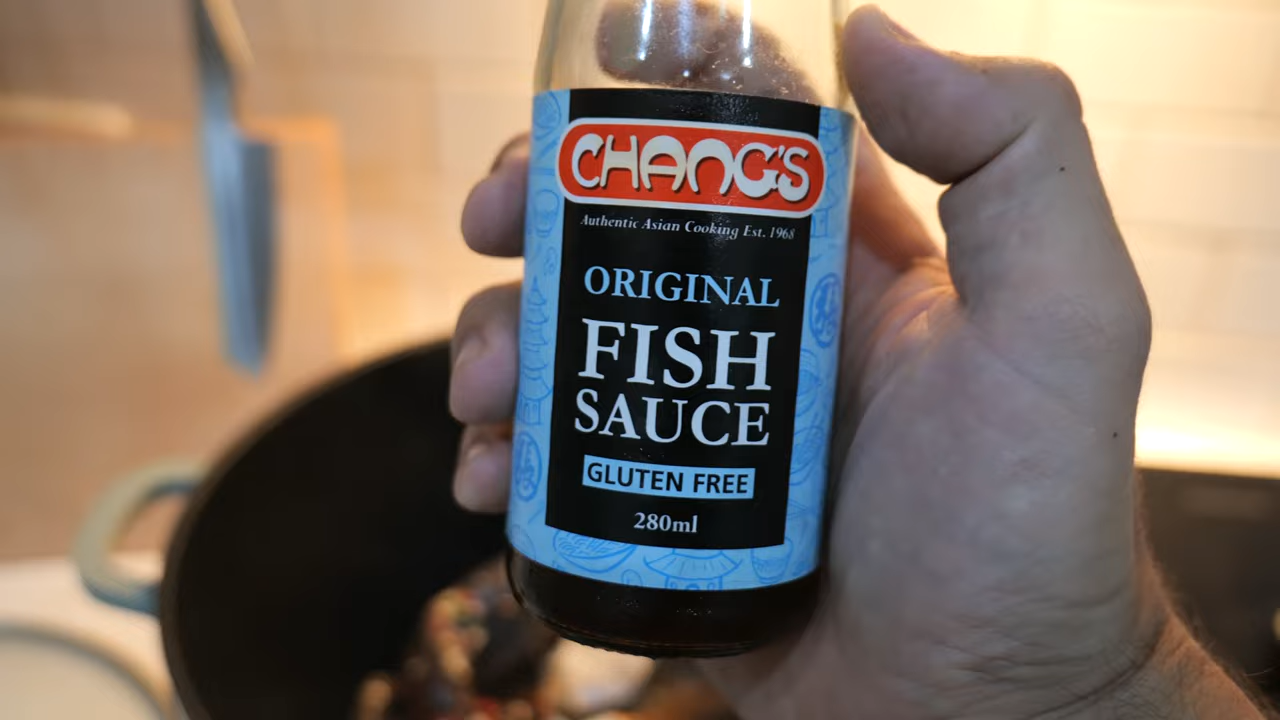 CHANG'S
Authentic Asian Cooking Est. 1968
ORIGINAL
FISH
SAUCE
GLUTEN FREE
280ml